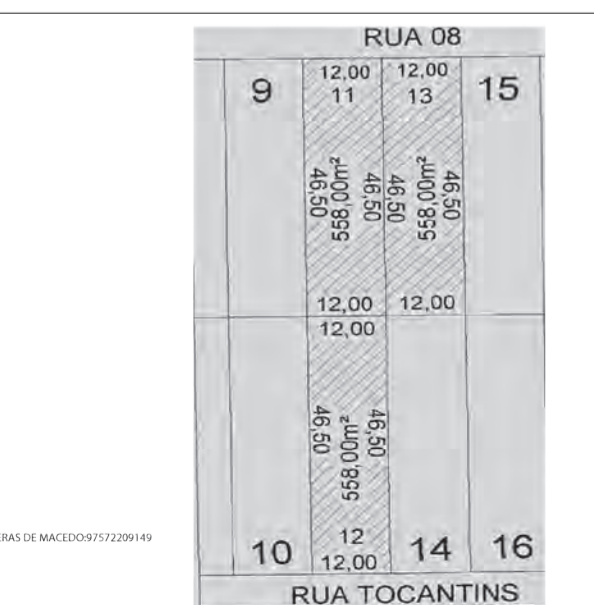 RUA 08
12,00 12,00
9 11 13 15
46,50 558,00m² 46,50 46,50 558,00m² 46,50
12,00 12,00
12,00
46,50 558,00m² 46,50
ERAS DE MACEDO:97572209149
12
10 12,00 14 16
RUA TOCANTINS